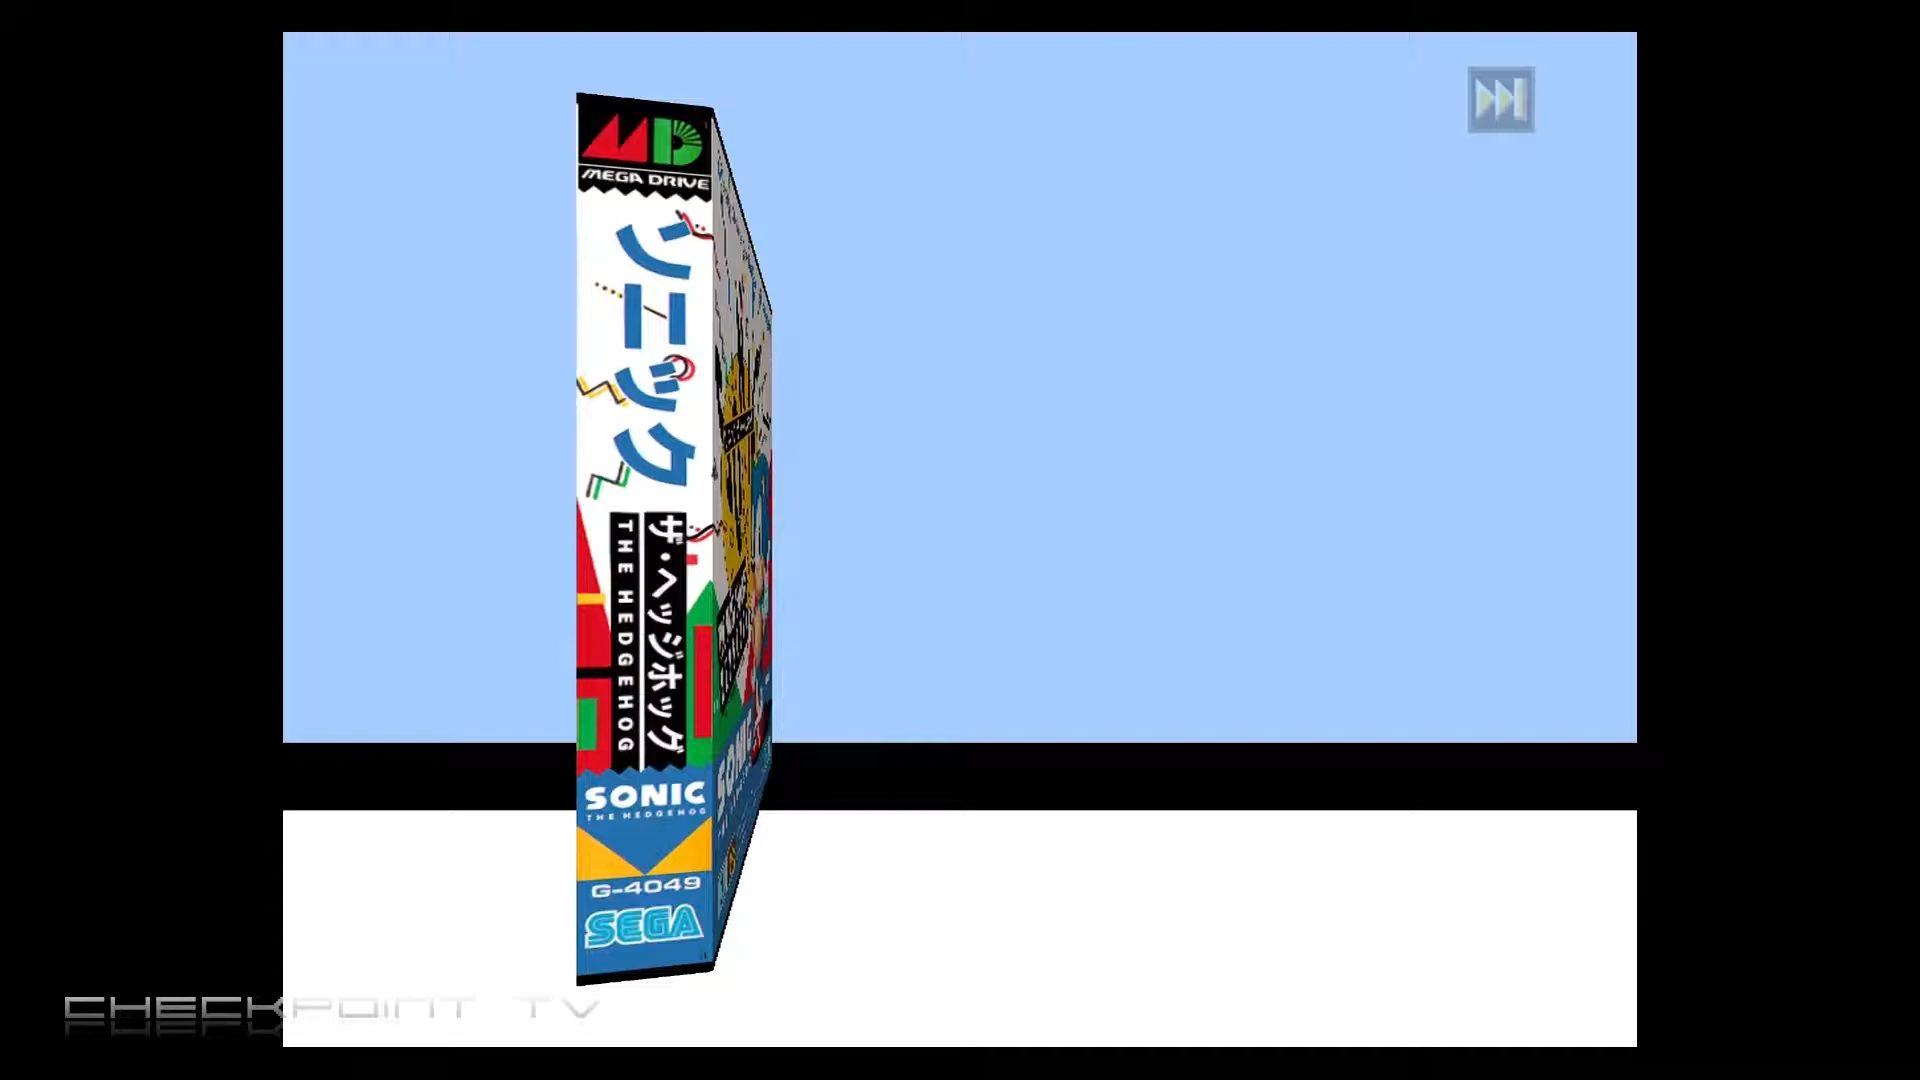 MD
MEGA DRIVE
ソニック
ザ・ヘッジホッグ
THE HEDGEHOG
SONIC
THE HEDGEHOG
G-4049
SEGA
SONIC
CHECKPOINT TV